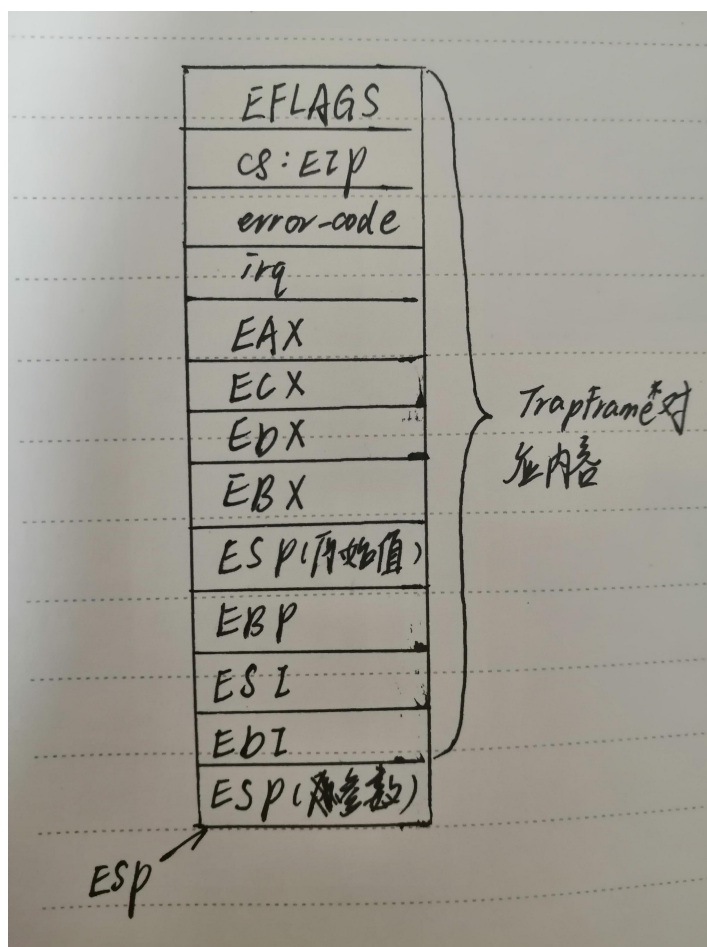 EFLAGS
CS:EIP
error-code
irq
EAX
ECX
EDX
EBX
ESP(开始值)
EBP
ESI
EDI
ESP(参数)
ESP
TrapFrame*对
应内容